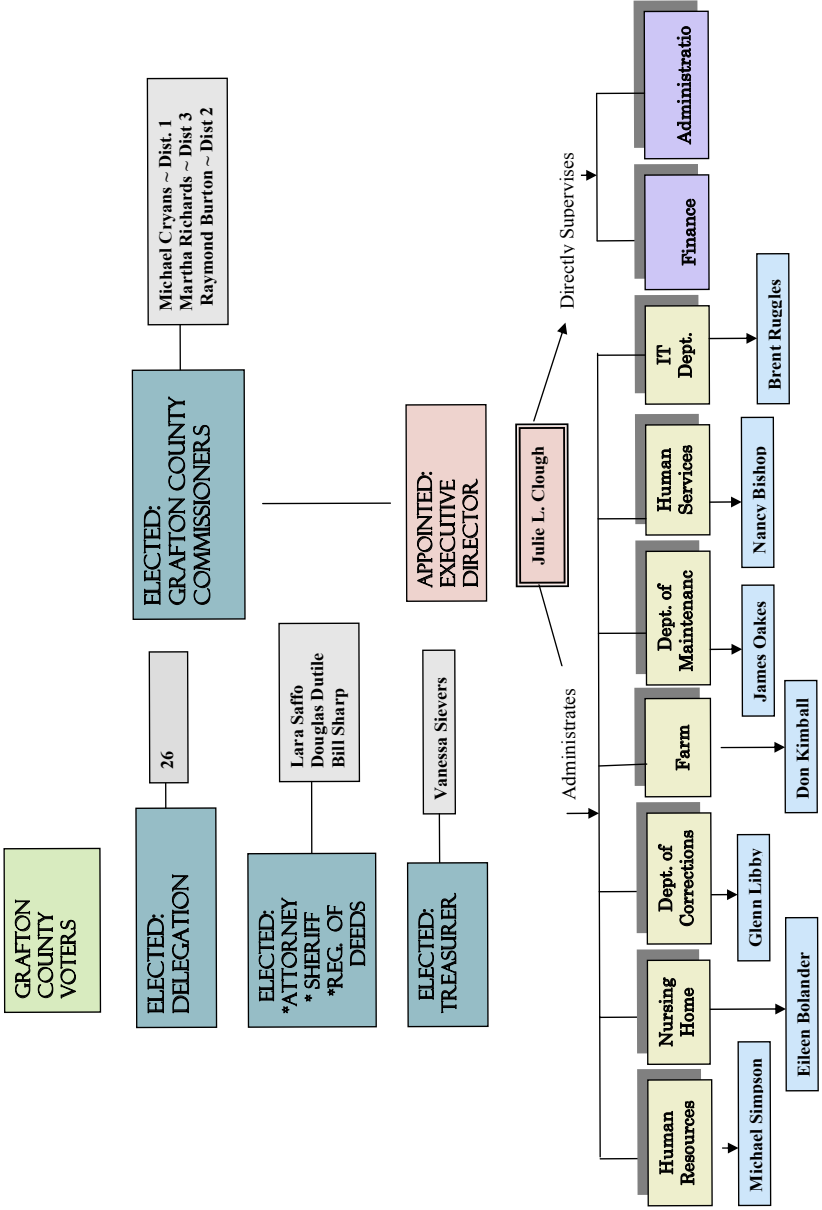 GRAFTON
COUNTY
VOTERS
ELECTED:
DELEGATION
26
ELECTED:
GRAFTON COUNTY
COMMISSIONERS
Michael Cryans ~ Dist. 1
Martha Richards ~ Dist 3
Raymond Burton ~ Dist 2
ELECTED:
*ATTORNEY
* SHERIFF
*REG. OF
DEEDS
Lara Saffo
Douglas Dutile
Bill Sharp
ELECTED:
TREASURER
Vanessa Sievers
APPOINTED:
EXECUTIVE
DIRECTOR
Julie L. Clough
Administrates
Directly Supervises
Human
Resources
Nursing
Home
Dept. of
Corrections
Farm
Dept. of
Maintenanc
Human
Services
IT
Dept.
Finance
Administratio
Michael Simpson
Eileen Bolander
Glenn Libby
Don Kimball
James Oakes
Nancy Bishop
Brent Ruggles